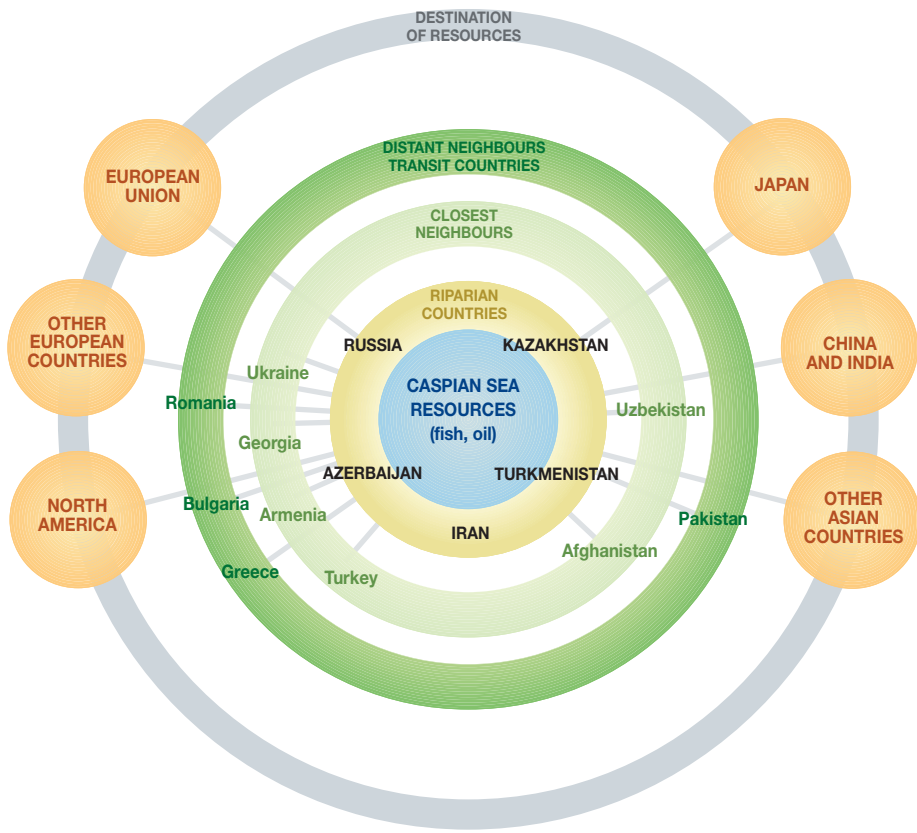 DESTINATION
OF RESOURCES
DISTANT NEIGHBOURS
TRANSIT COUNTRIES
EUROPEAN
UNION
JAPAN
CLOSEST
NEIGHBOURS
RIPARIAN
COUNTRIES
OTHER
EUROPEAN
COUNTRIES
CHINA
AND INDIA
RUSSIA
KAZAKHSTAN
Ukraine
CASPIAN SEA
RESOURCES
(fish, oil)
Romania
Uzbekistan
Georgia
AZERBAIJAN
TURKMENISTAN
NORTH
AMERICA
Bulgaria
Armenia
Pakistan
OTHER
ASIAN
COUNTRIES
IRAN
Afghanistan
Greece
Turkey